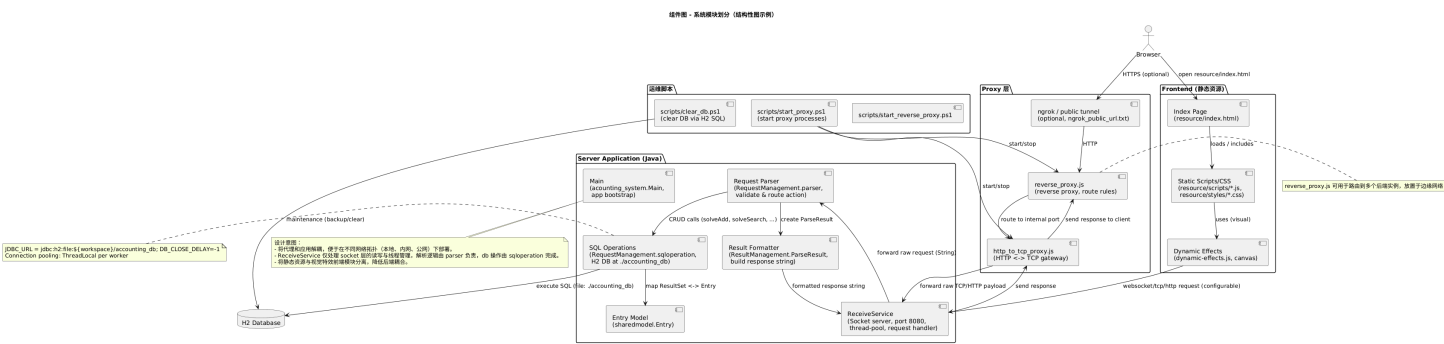 组件图 - 系统模块划分（结构性图示例）
Browser
HTTPS (optional)
open resource/index.html
运维脚本
scripts/clear_db.ps1
(clear DB via H2 SQL)
scripts/start_proxy.ps1
(start proxy processes)
scripts/start_reverse_proxy.ps1
Proxy 层
ngrok / public tunnel
(optional, ngrok_public_url.txt)
HTTP
reverse_proxy.js
(reverse proxy, route rules)
route to internal port
send response to client
http_to_tcp_proxy.js
(HTTP <-> TCP gateway)
Frontend (静态资源)
Index Page
(resource/index.html)
loads / includes
Static Scripts/CSS
(resource/scripts/*.js,
resource/styles/*.css)
uses (visual)
Dynamic Effects
(dynamic-effects.js, canvas)
reverse_proxy.js 可用于路由到多个后端实例，放置于边缘网络
start/stop
start/stop
Server Application (Java)
Main
(acounting_system.Main,
app bootstrap)
Request Parser
(RequestManagement.parser,
validate & route action)
CRUD calls (solveAdd, solveSearch, ...)
create ParseResult
SQL Operations
(RequestManagement.sqloperation,
H2 DB at ./accounting_db)
Result Formatter
(ResultManagement.ParseResult,
build response string)
forward raw request (String)
map ResultSet <-> Entry
formatted response string
Entry Model
(sharedmodel.Entry)
ReceiveService
(Socket server, port 8080,
thread-pool, request handler)
forward raw TCP/HTTP payload
send response
websocket/tcp/http request (configurable)
maintenance (backup/clear)
JDBC_URL = jdbc:h2:file:${workspace}/accounting_db; DB_CLOSE_DELAY=-1
Connection pooling: ThreadLocal per worker
设计意图：
- 将代理和应用解耦，便于在不同网络拓扑（本地、内网、公网）下部署。
- ReceiveService 仅处理 socket 层的读写与线程管理，解析逻辑由 parser 负责，db 操作由 sqloperation 完成。
- 将静态资源与视觉特效前端模块分离，降低后端耦合。
execute SQL (file: ./accounting_db)
H2 Database